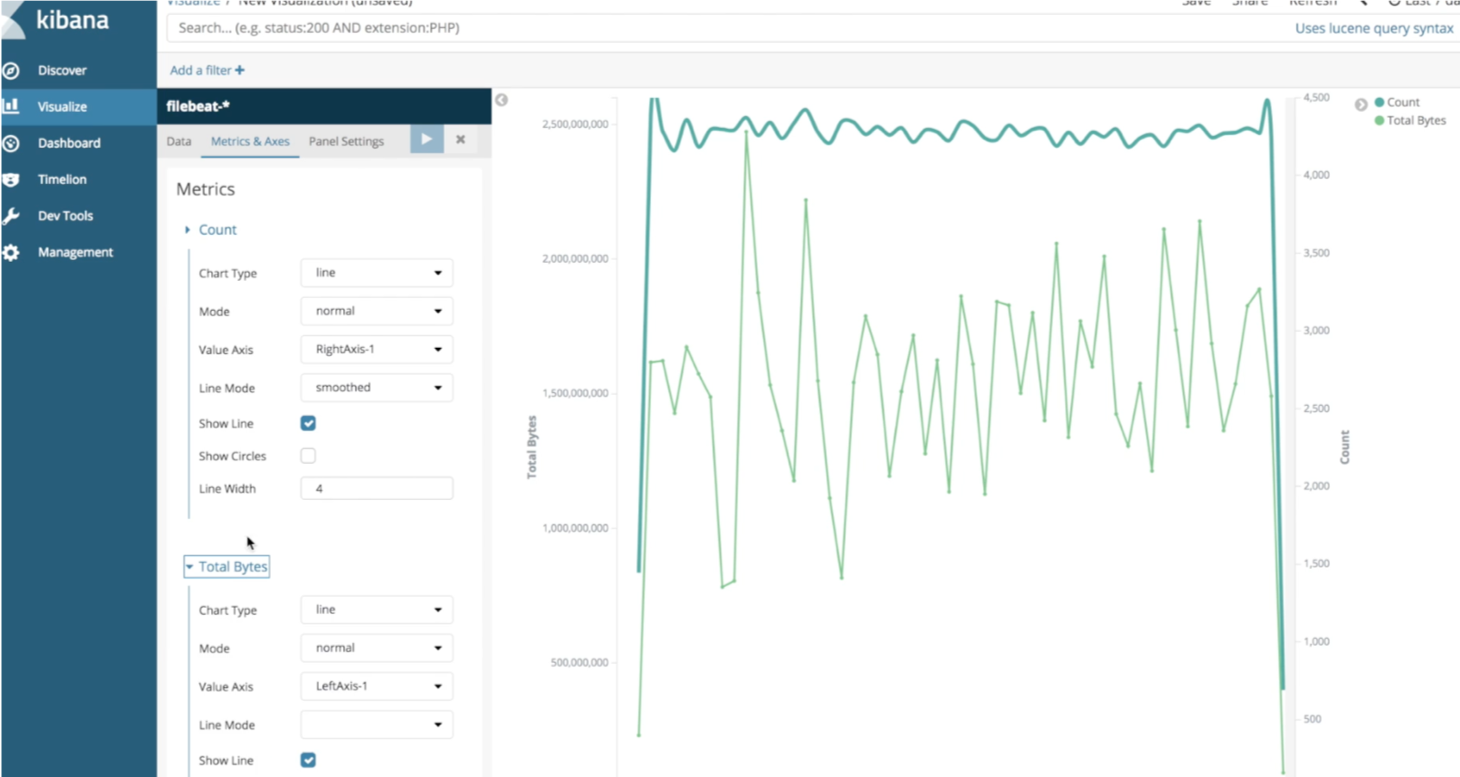 kibana
Discover
Visualize
Dashboard
Timelion
Dev Tools
Management
Visualize / New Visualization (unsaved)
Save Share Refresh Last 7 da
Search... (e.g. status:200 AND extension:PHP)
Uses lucene query syntax
Add a filter +
filebeat-*
Data Metrics & Axes Panel Settings
Metrics
Count
Chart Type line
Mode normal
Value Axis RightAxis-1
Line Mode smoothed
Show Line
Show Circles
Line Width 4
Total Bytes
Chart Type line
Mode normal
Value Axis LeftAxis-1
Line Mode
Show Line
Total Bytes
2,500,000,000
2,000,000,000
1,500,000,000
1,000,000,000
500,000,000
4,500
4,000
3,500
3,000
2,500
2,000
1,500
1,000
500
Count
Count
Total Bytes